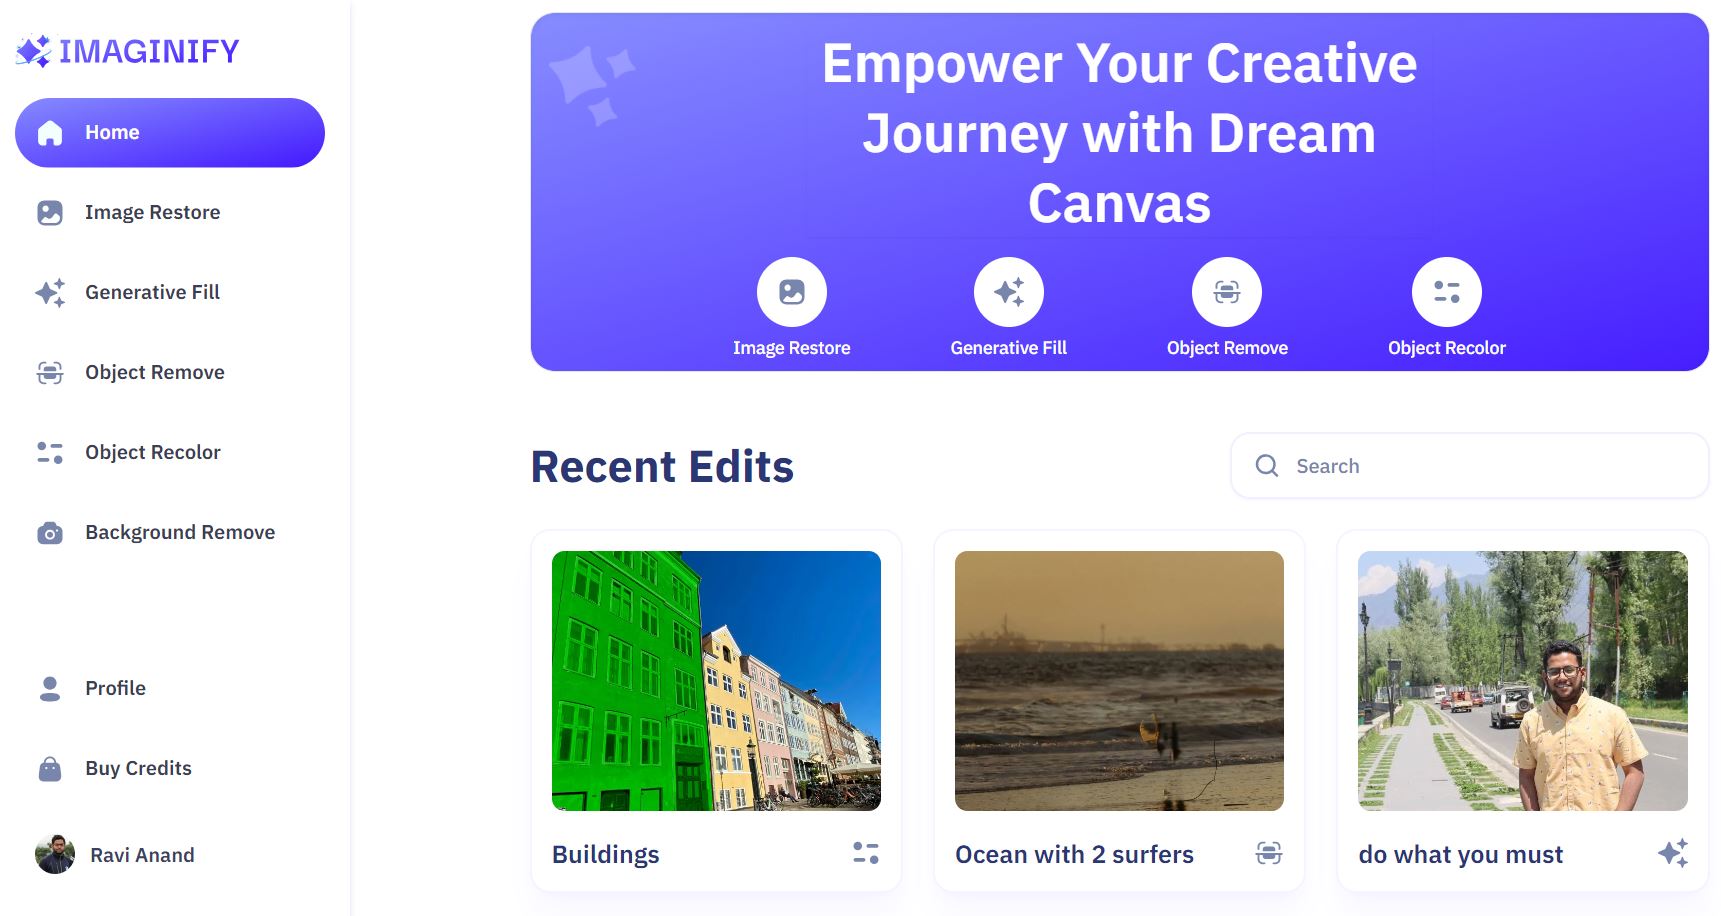 IMAGINIFY
Home
Image Restore
Generative Fill
Object Remove
Object Recolor
Background Remove
Profile
Buy Credits
Ravi Anand
Empower Your Creative
Journey with Dream
Canvas
Image Restore
Generative Fill
Object Remove
Object Recolor
Recent Edits
Search
Buildings
Ocean with 2 surfers
do what you must